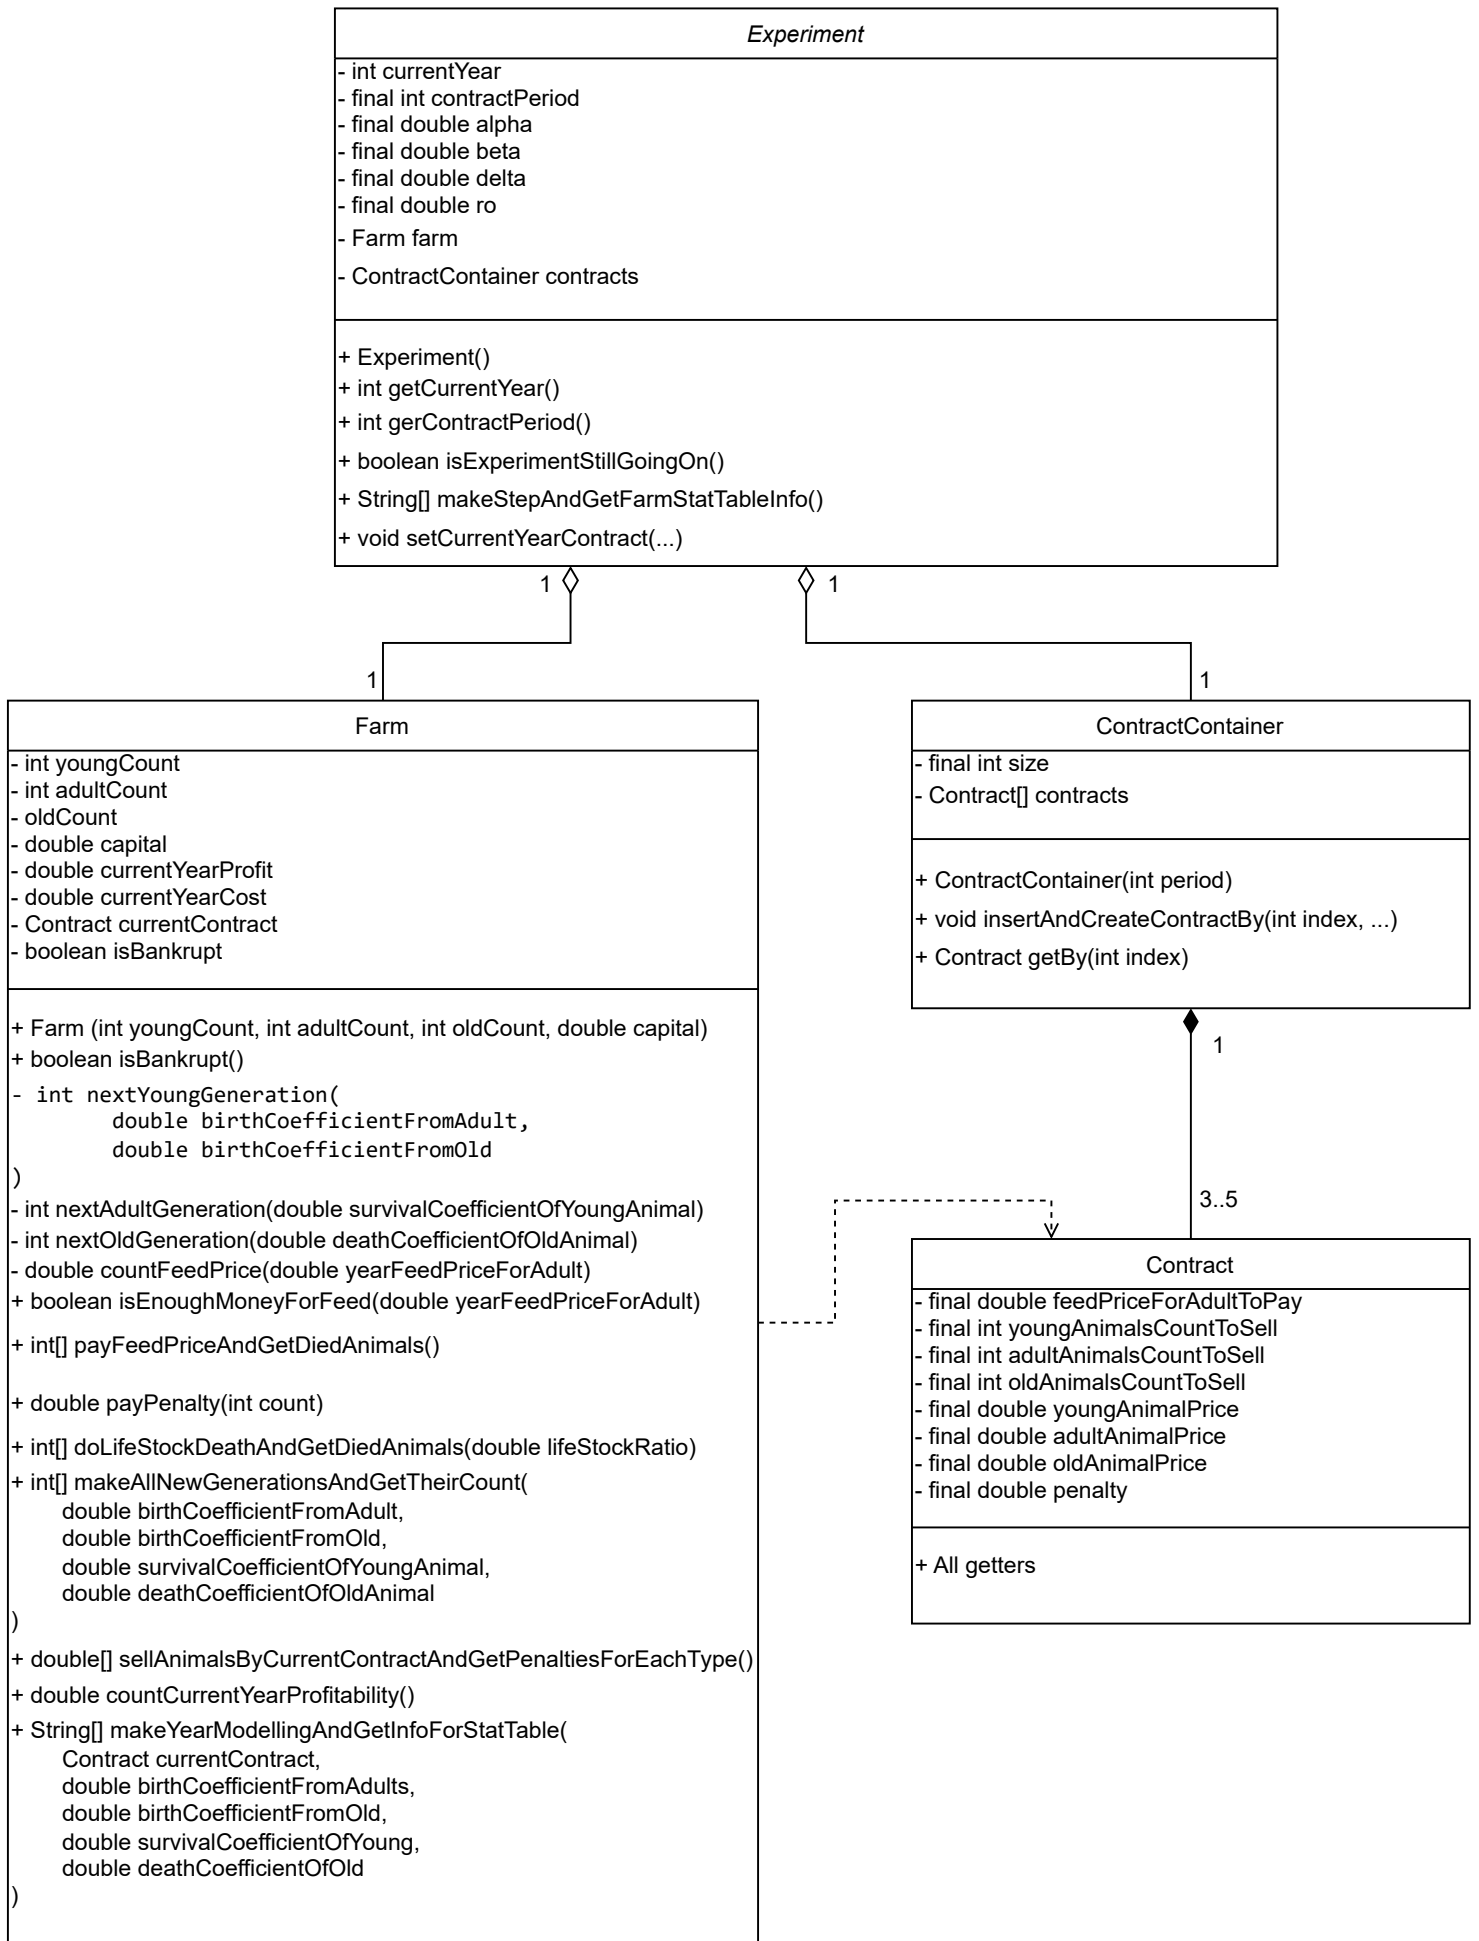 Experiment
- int currentYear
- final int contractPeriod
- final double alpha
- final double beta
- final double delta
- final double ro
- Farm farm
- ContractContainer contracts
+ Experiment()
+ int getCurrentYear()
+ int gerContractPeriod()
+ boolean isExperimentStillGoingOn()
+ String[] makeStepAndGetFarmStatTableInfo()
+ void setCurrentYearContract(...)
1
1
1
1
Farm
- int youngCount
- int adultCount
- oldCount
- double capital
- double currentYearProfit
- double currentYearCost
- Contract currentContract
- boolean isBankrupt
+ Farm (int youngCount, int adultCount, int oldCount, double capital)
+ boolean isBankrupt()
- int nextYoungGeneration(
double birthCoefficientFromAdult,
double birthCoefficientFromOld
)
- int nextAdultGeneration(double survivalCoefficientOfYoungAnimal)
- int nextOldGeneration(double deathCoefficientOfOldAnimal)
- double countFeedPrice(double yearFeedPriceForAdult)
+ boolean isEnoughMoneyForFeed(double yearFeedPriceForAdult)
+ int[] payFeedPriceAndGetDiedAnimals()
+ double payPenalty(int count)
+ int[] doLifeStockDeathAndGetDiedAnimals(double lifeStockRatio)
+ int[] makeAllNewGenerationsAndGetTheirCount(
double birthCoefficientFromAdult,
double birthCoefficientFromOld,
double survivalCoefficientOfYoungAnimal,
double deathCoefficientOfOldAnimal
)
+ double[] sellAnimalsByCurrentContractAndGetPenaltiesForEachType()
+ double countCurrentYearProfitability()
+ String[] makeYearModellingAndGetInfoForStatTable(
Contract currentContract,
double birthCoefficientFromAdults,
double birthCoefficientFromOld,
double survivalCoefficientOfYoung,
double deathCoefficientOfOld
)
ContractContainer
- final int size
- Contract[] contracts
+ ContractContainer(int period)
+ void insertAndCreateContractBy(int index, ...)
+ Contract getBy(int index)
1
3..5
Contract
- final double feedPriceForAdultToPay
- final int youngAnimalsCountToSell
- final int adultAnimalsCountToSell
- final int oldAnimalsCountToSell
- final double youngAnimalPrice
- final double adultAnimalPrice
- final double oldAnimalPrice
- final double penalty
+ All getters